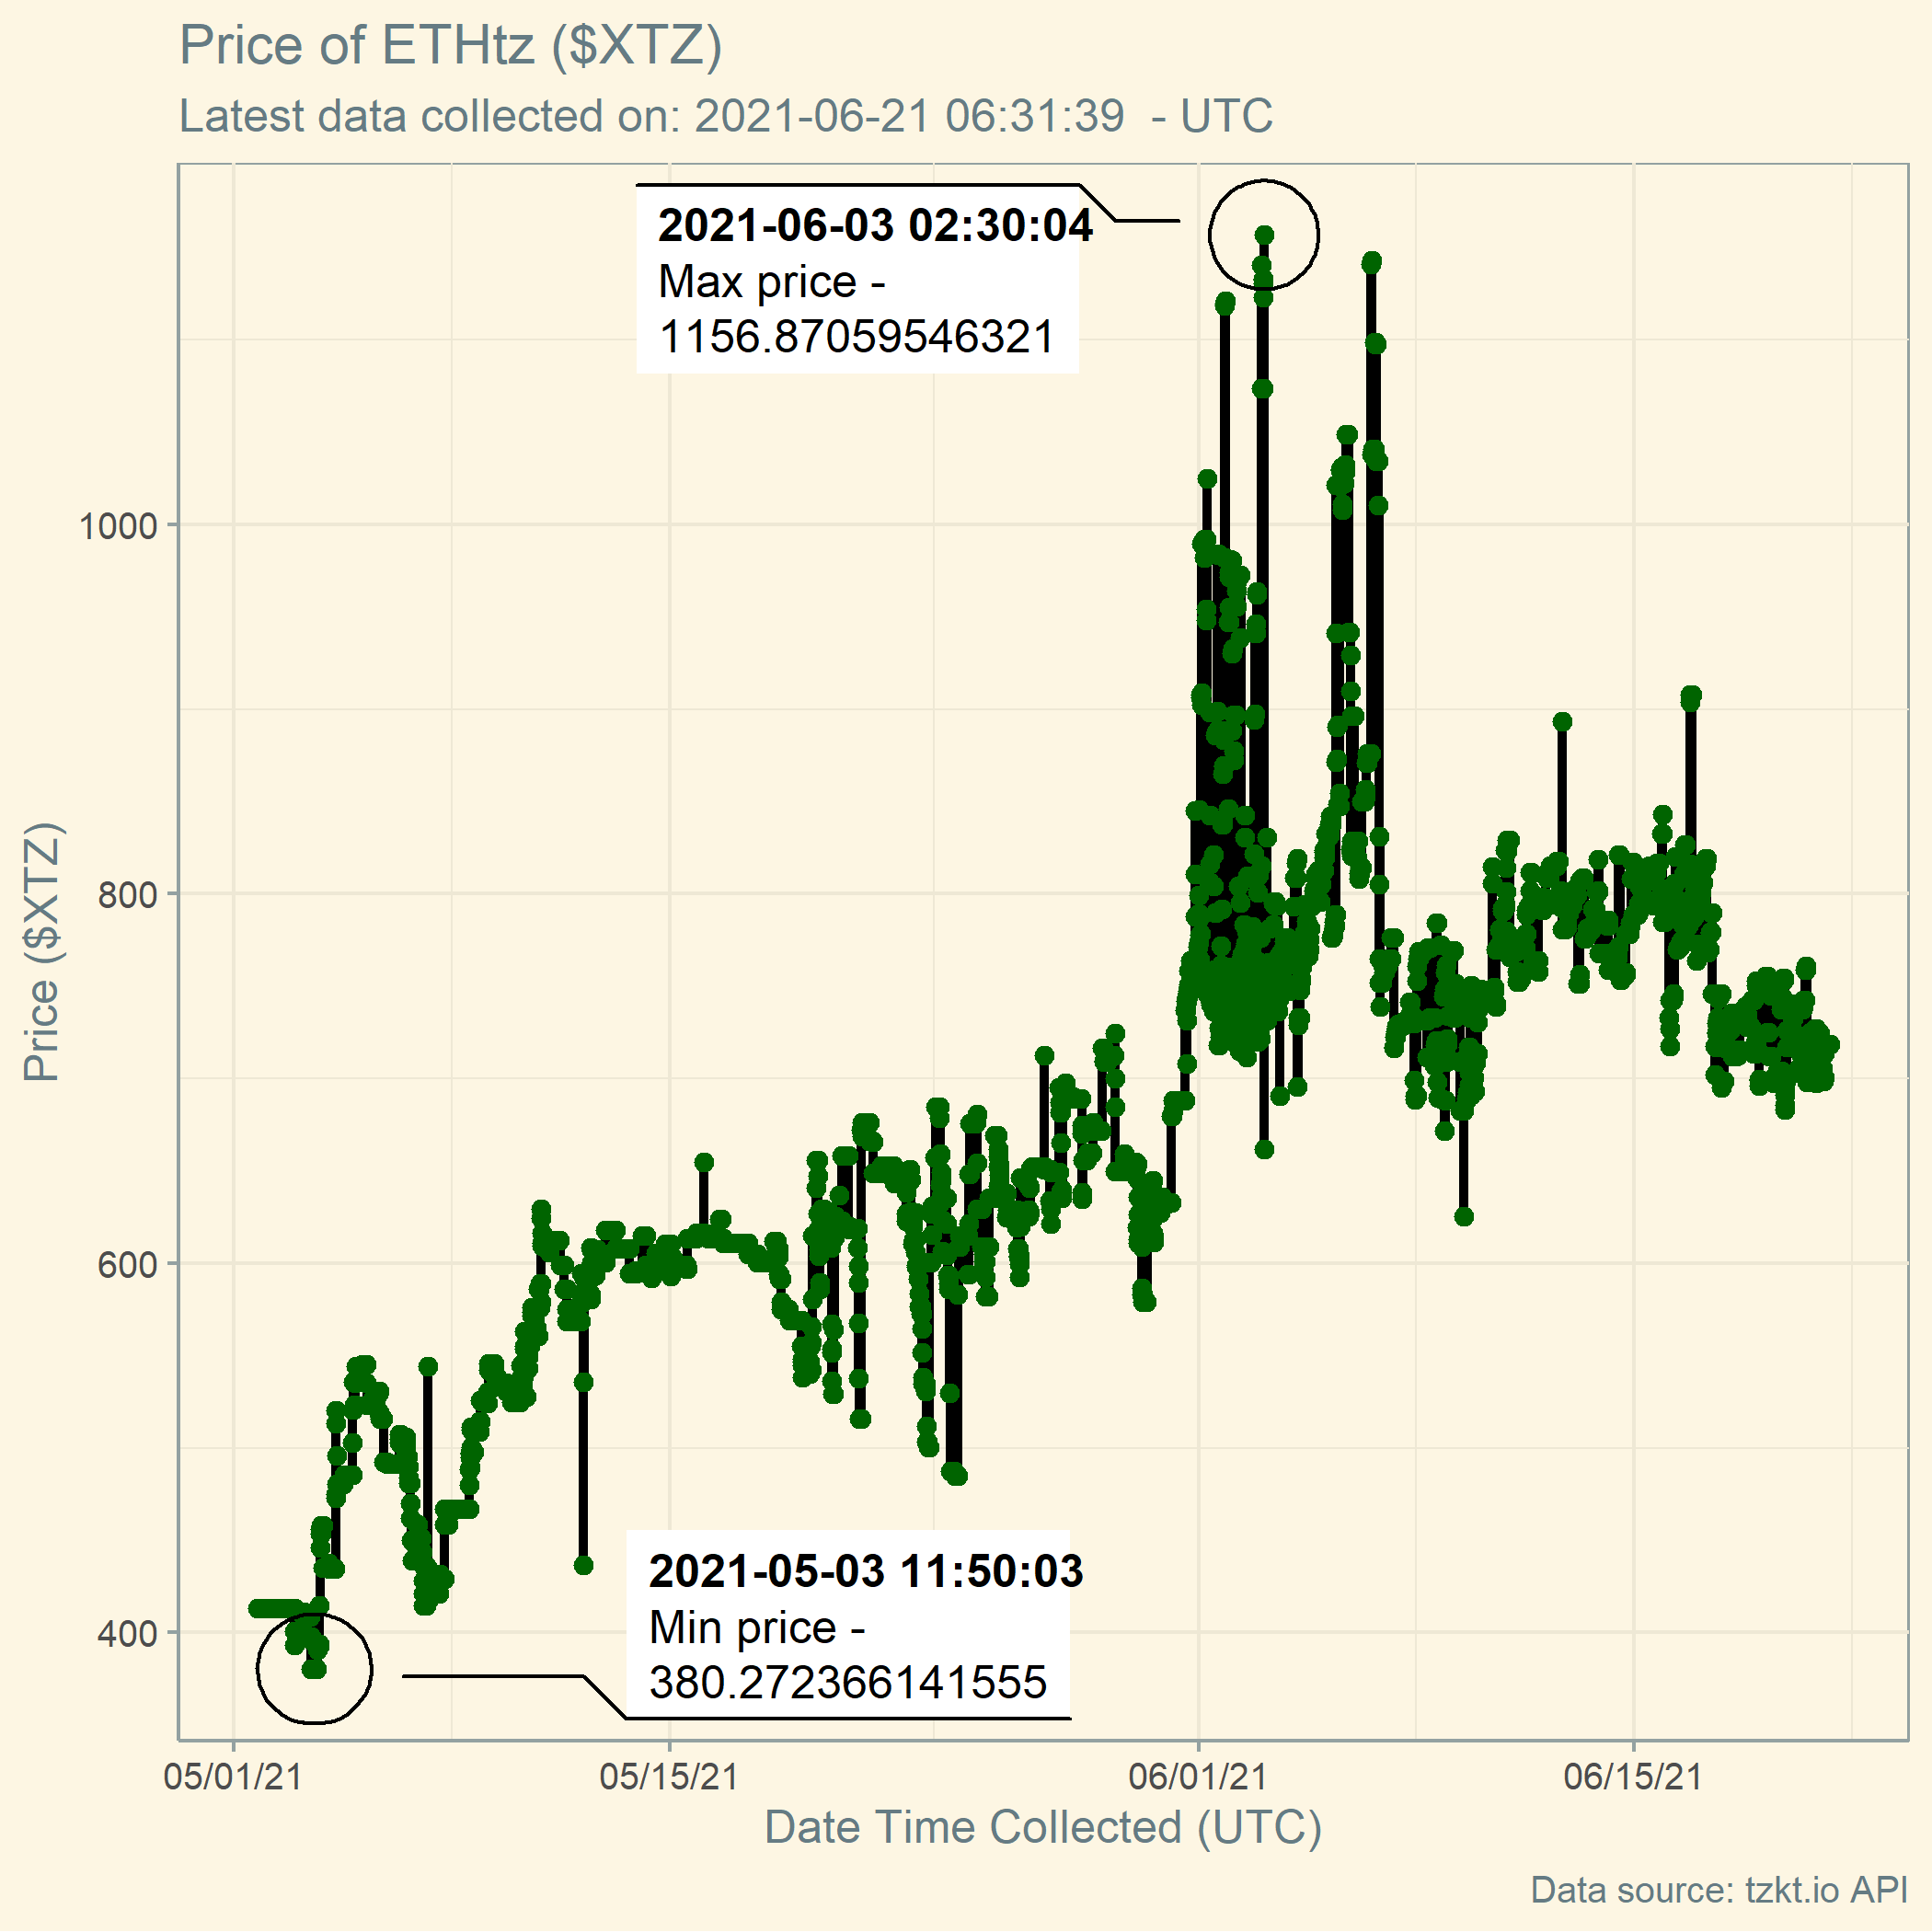 Price of ETHtz ($XTZ)
Latest data collected on: 2021-06-21 06:31:39  - UTC
2021-06-03 02:30:04
Max price -
1156.87059546321
1000
800
600
400
Price ($XTZ)
2021-05-03 11:50:03
Min price -
380.272366141555
05/01/21
05/15/21
06/01/21
06/15/21
Date Time Collected (UTC)
Data source: tzkt.io API